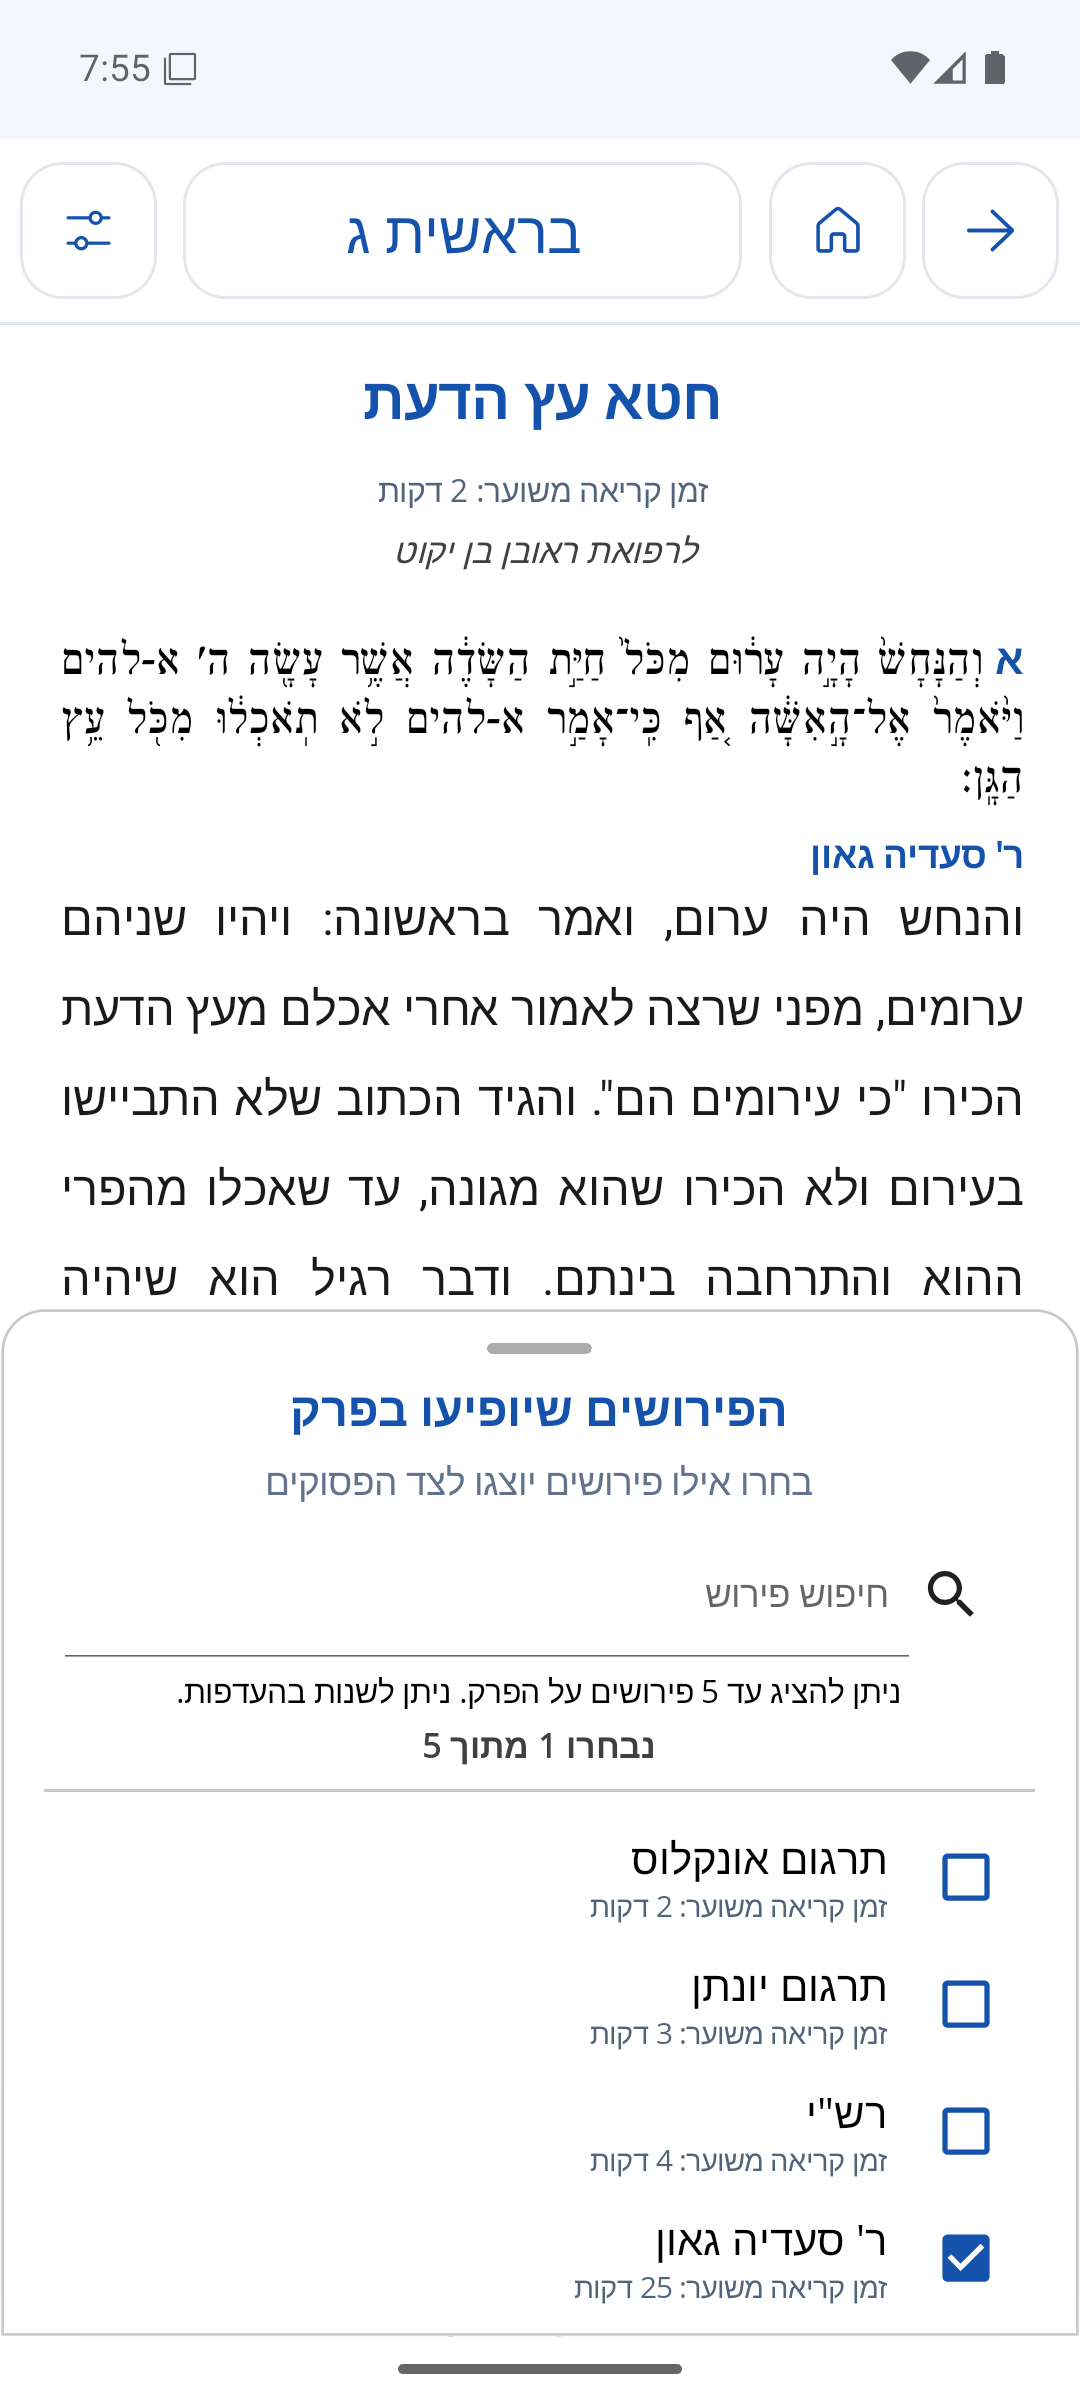 7:55
בראשית ג
חטא עץ הדעת
זמן קריאה משוער: 2 דקות
לרפואת ראובן בן יקוט
א וְהַנָּחָשׁ֙ הָיָ֣ה עָר֔וּם מִכֹּל֙ חַיַּ֣ת הַשָּׂדֶ֔ה אֲשֶׁ֥ר עָשָׂ֖ה ה' א-להים
וַיֹּ֙אמֶר֙ אֶל־הָ֣אִשָּׁ֔ה אַ֚ף כִּֽי־אָמַ֣ר א-להים לֹ֣א תֹֽאכְל֔וּ מִכֹּ֖ל עֵ֥ץ
הַגָּֽן׃
ר' סעדיה גאון
והנחש היה ערום, ואמר בראשונה: ויהיו שניהם
ערומים, מפני שרצה לאמור אחרי אכלם מעץ הדעת
הכירו "כי עירומים הם". והגיד הכתוב שלא התביישו
בעירום ולא הכירו שהוא מגונה, עד שאכלו מהפרי
ההוא והתרחבה בינתם. ודבר רגיל הוא שיהיה
הפירושים שיופיעו בפרק
בחרו אילו פירושים יוצגו לצד הפסוקים
חיפוש פירוש
ניתן להציג עד 5 פירושים על הפרק. ניתן לשנות בהעדפות.
נבחרו 1 מתוך 5
תרגום אונקלוס
זמן קריאה משוער: 2 דקות
תרגום יונתן
זמן קריאה משוער: 3 דקות
רש"י
זמן קריאה משוער: 4 דקות
ר' סעדיה גאון
זמן קריאה משוער: 25 דקות